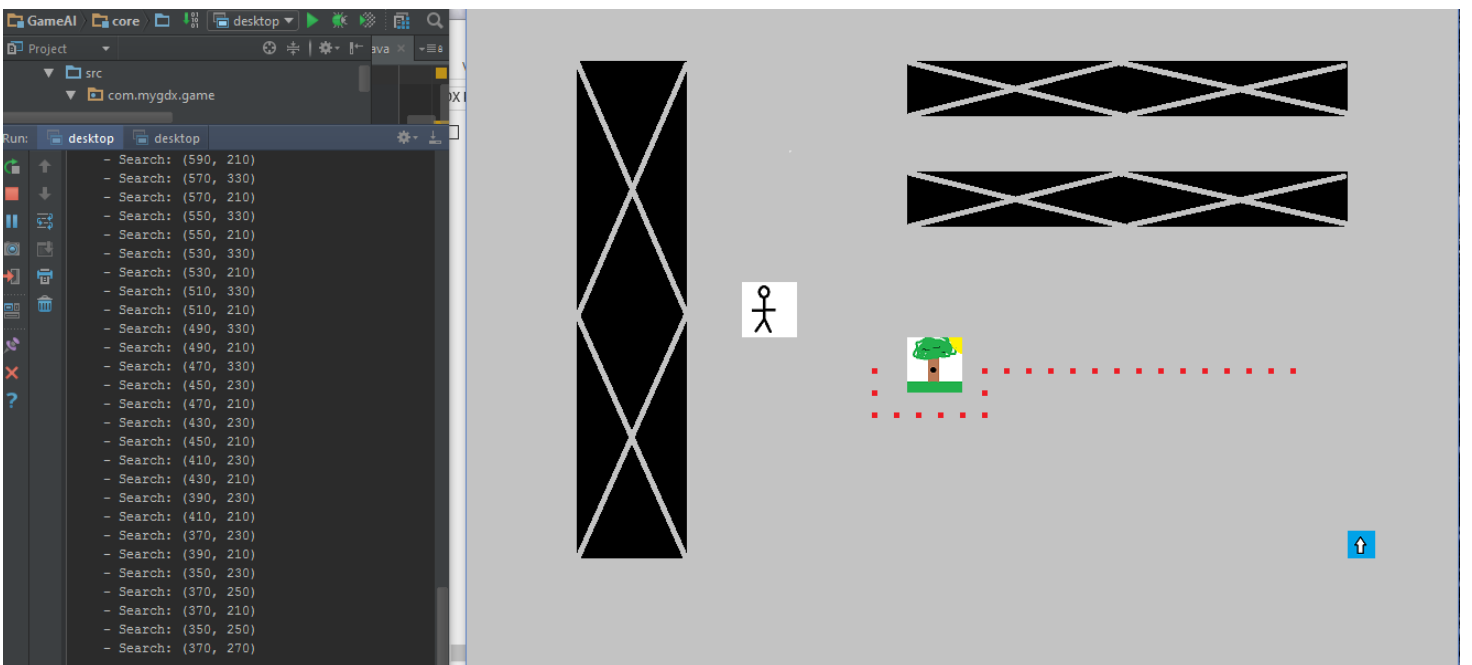 GameAI core desktop
Project ava
src
com.mygdx.game
Run: desktop desktop
- Search: (590, 210)
- Search: (570, 330)
- Search: (570, 210)
- Search: (550, 330)
- Search: (550, 210)
- Search: (530, 330)
- Search: (530, 210)
- Search: (510, 330)
- Search: (510, 210)
- Search: (490, 330)
- Search: (490, 210)
- Search: (470, 330)
- Search: (450, 230)
- Search: (470, 210)
- Search: (430, 230)
- Search: (450, 210)
- Search: (410, 230)
- Search: (430, 210)
- Search: (390, 230)
- Search: (410, 210)
- Search: (370, 230)
- Search: (390, 210)
- Search: (350, 230)
- Search: (370, 250)
- Search: (370, 210)
- Search: (350, 250)
- Search: (370, 270)